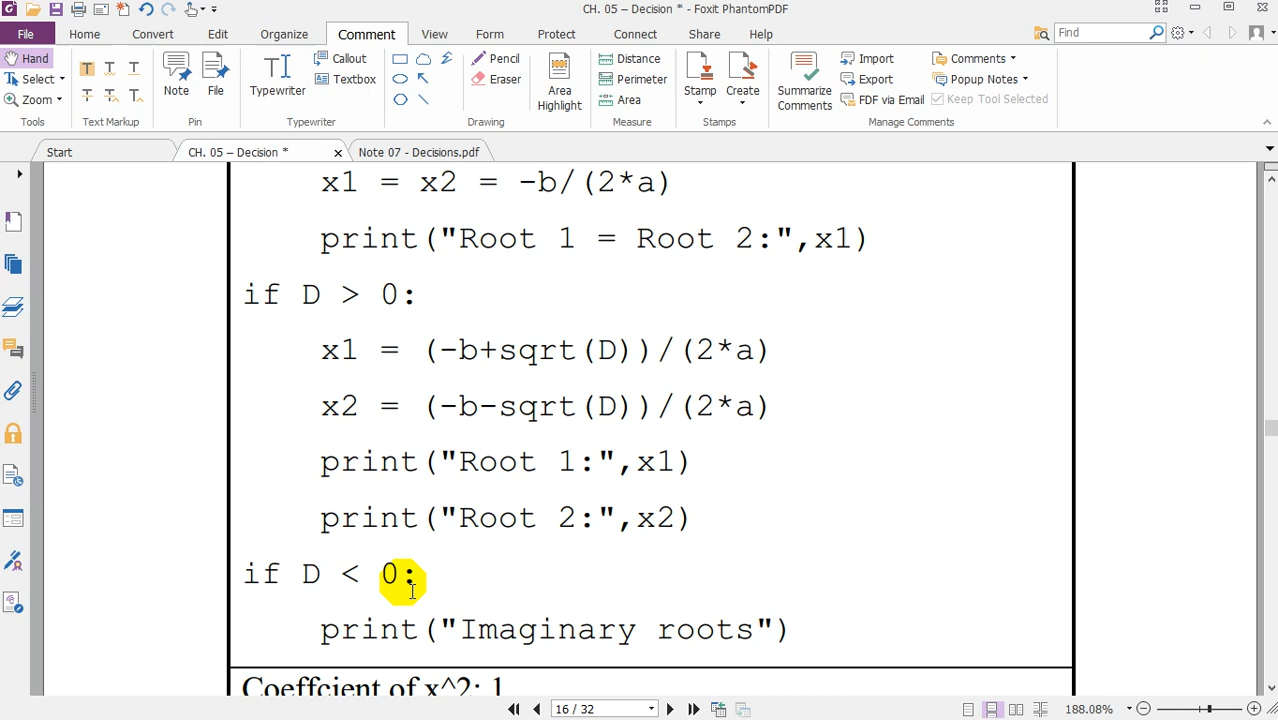 CH. 05 – Decision * - Foxit PhantomPDF
File Home Convert Edit Organize Comment View Form Protect Connect Share Help Find
Hand
Select
Zoom
Tools
Text Markup
Note
File
Pin
Typewriter
Callout
Textbox
Typewriter
Pencil
Eraser
Area
Highlight
Drawing
Distance
Perimeter
Area
Measure
Stamp
Create
Stamps
Summarize
Comments
Import
Export
FDF via Email
Comments
Popup Notes
Keep Tool Selected
Manage Comments
Start
CH. 05 – Decision *
Note 07 - Decisions.pdf
x1 = x2 = -b/(2*a)
print("Root 1 = Root 2:",x1)
if D > 0:
x1 = (-b+sqrt(D))/(2*a)
x2 = (-b-sqrt(D))/(2*a)
print("Root 1:",x1)
print("Root 2:",x2)
if D < 0:
print("Imaginary roots")
Coeffcient of x^2: 1
16 / 32
188.08%